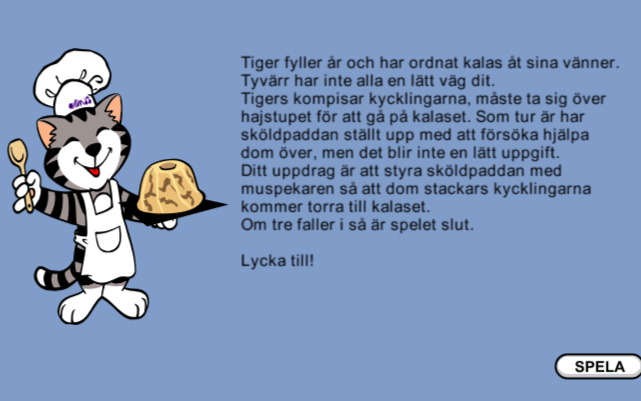 Tiger fyller år och har ordnat kalas åt sina vänner.
Tyvärr har inte alla en lätt väg dit.
Tigers kompisar kycklingarna, måste ta sig över
hajstupet för att gå på kalaset. Som tur är har
sköldpaddan ställt upp med att försöka hjälpa
dom över, men det blir inte en lätt uppgift.
Ditt uppdrag är att styra sköldpaddan med
muspekaren så att dom stackars kycklingarna
kommer torra till kalaset.
Om tre faller i så är spelet slut.
Lycka till!
SPELA